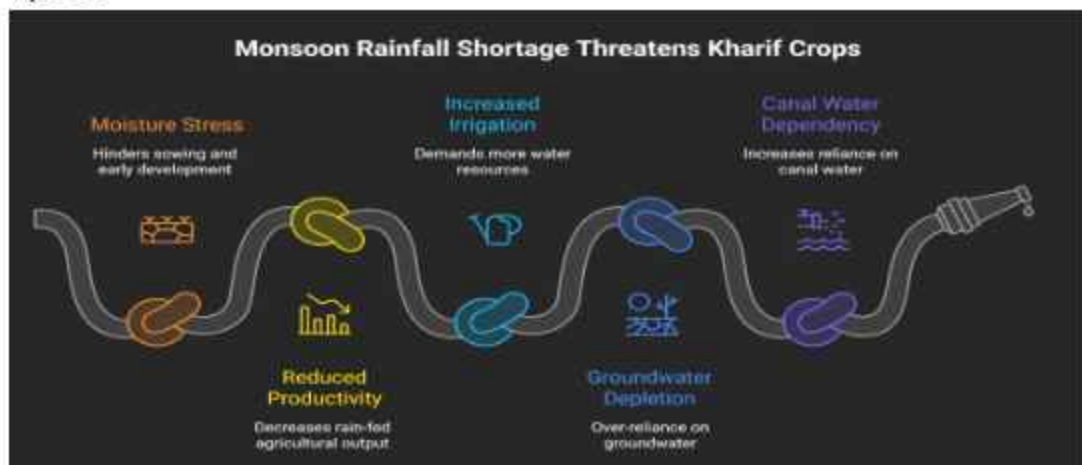 Monsoon Rainfall Shortage Threatens Kharif Crops
Moisture Stress
Hinders sowing and
early development
Reduced
Productivity
Decreases rain-fed
agricultural output
Increased
Irrigation
Demands more water
resources
Groundwater
Depletion
Over-reliance on
groundwater
Canal Water
Dependency
Increases reliance on
canal water